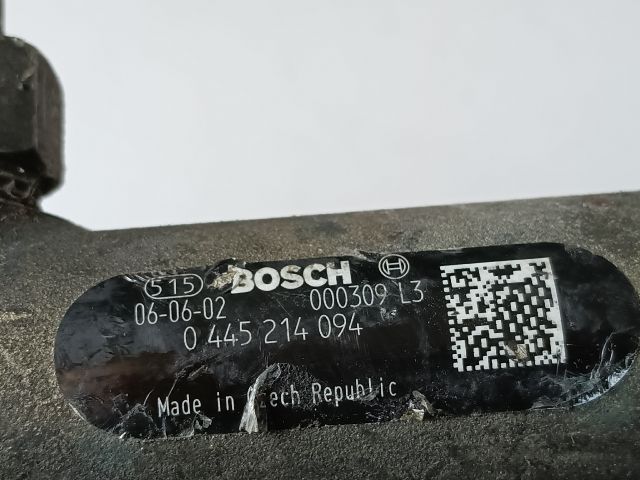 515 BOSCH
06-06-02 000309 L3
0 445 214 094
Made in Czech Republic